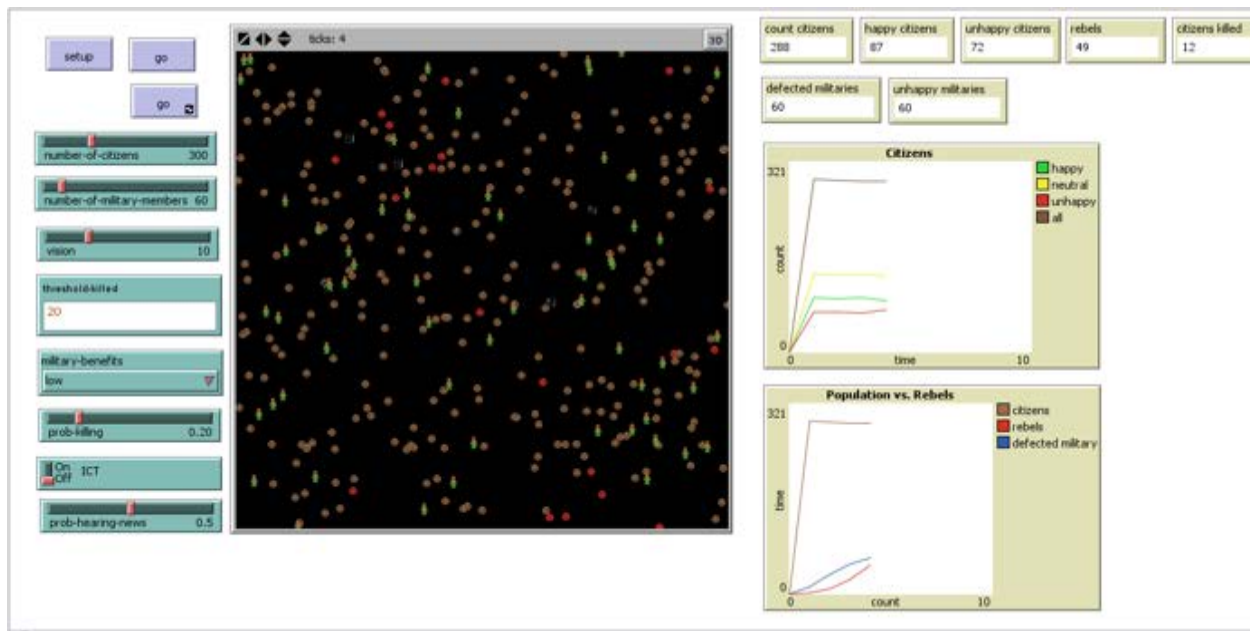 setup
go
go
number-of-citizens 300
number-of-military-members 60
vision 10
threshold-killed
20
military-benefits
low
prob-killing 0.20
On
Off
ICT
prob-hearing-news 0.5
ticks: 4
3D
count citizens
288
happy citizens
87
unhappy citizens
72
rebels
49
citizens killed
12
defected militaries
60
unhappy militaries
60
Citizens
321
count
0
0
time
10
happy
neutral
unhappy
all
Population vs. Rebels
321
time
0
0
count
10
citizens
rebels
defected military